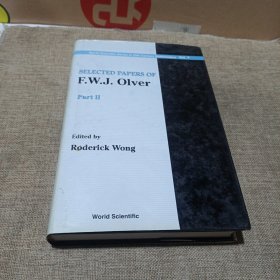 SELECTED PAPERS OF
F.W.J. Olver
Part II
Edited by
Roderick Wong
World Scientific